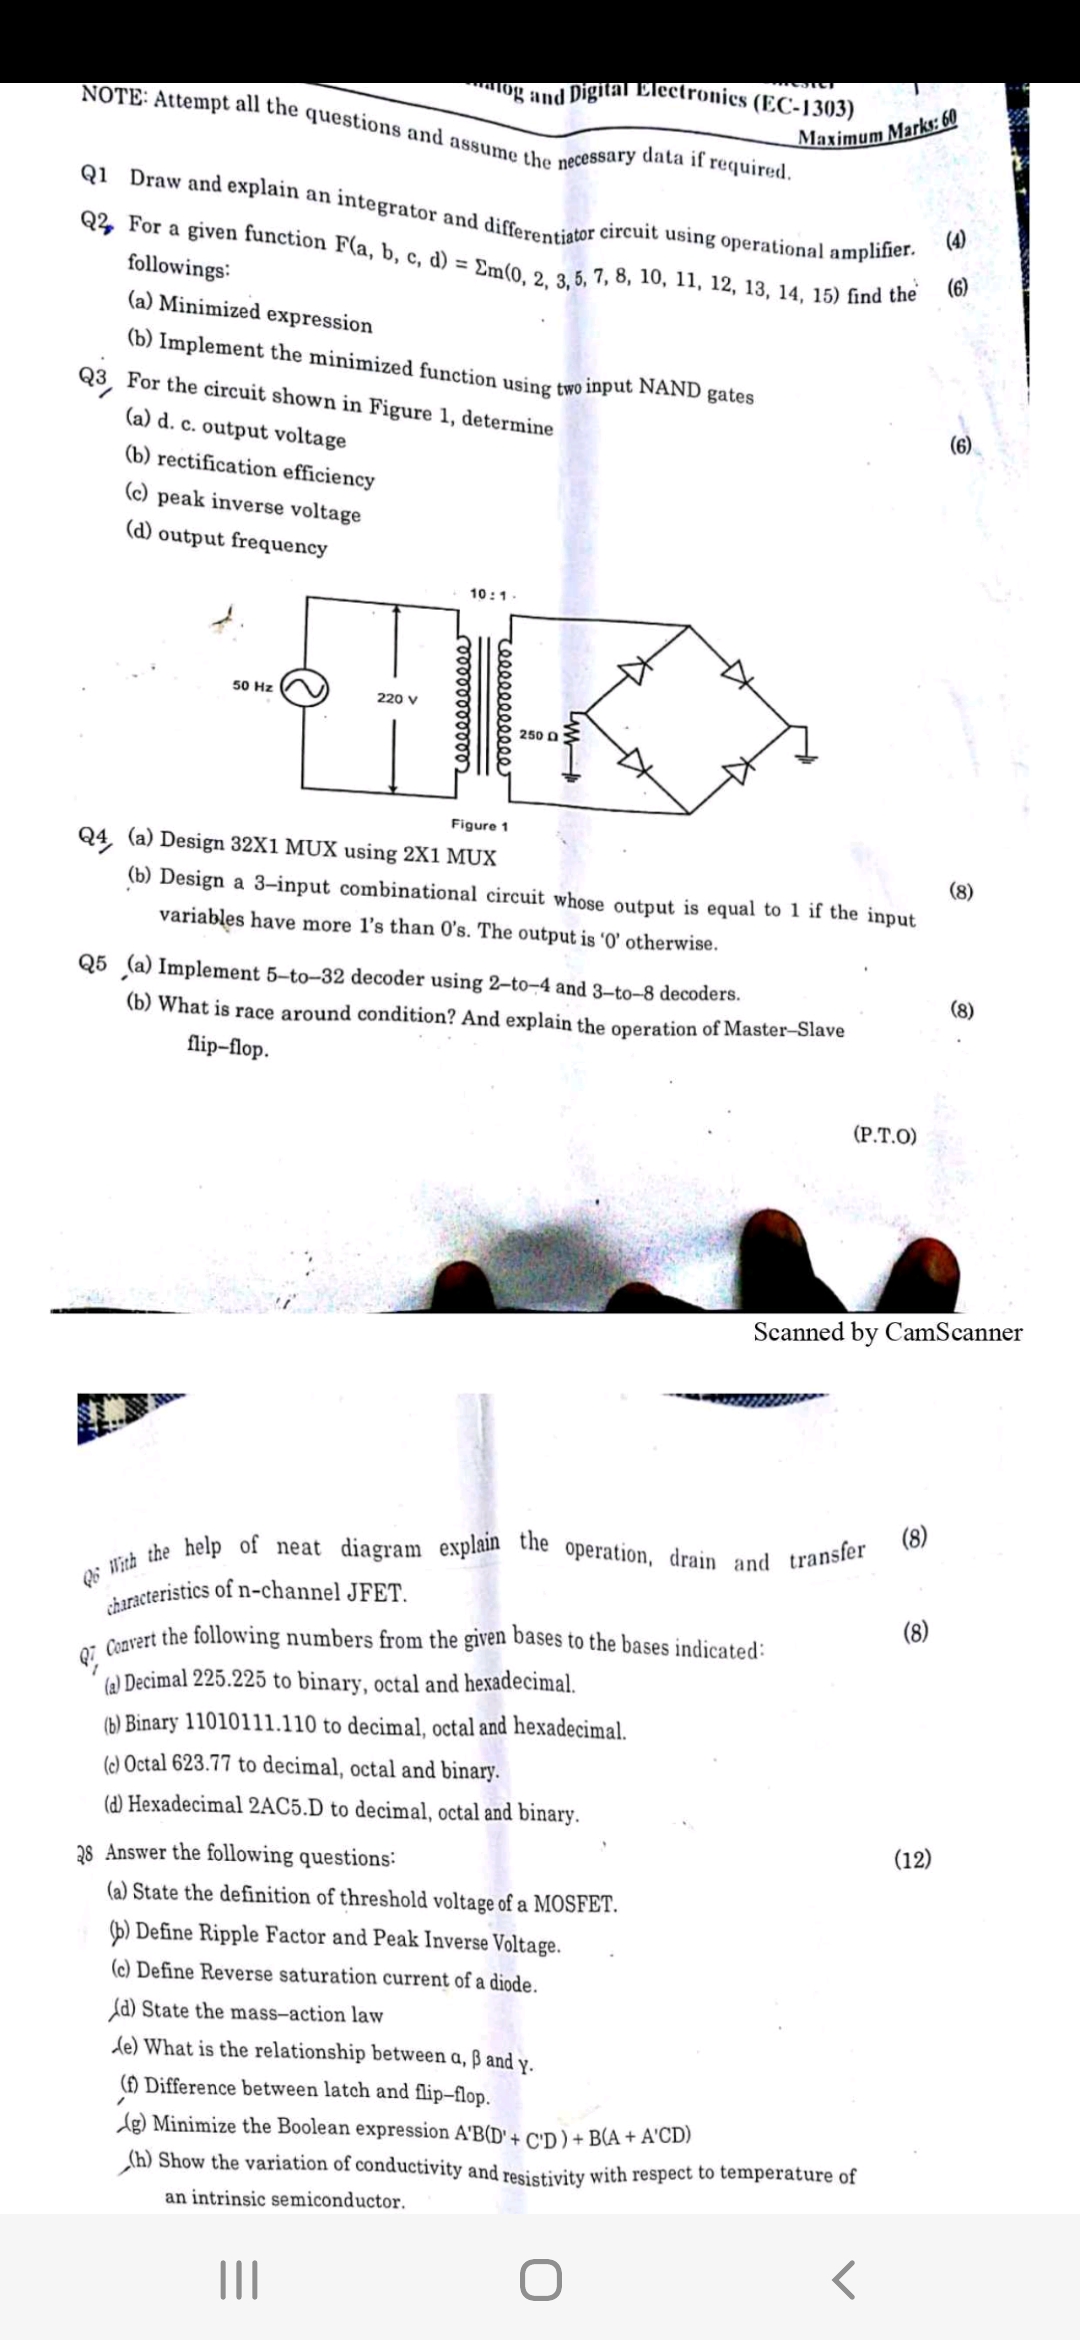 and Digital Electronics (EC-1303)
Maximum Marks: 60
NOTE: Attempt all the questions and assume the necessary data if required.
Q1 Draw and explain an integrator and differentiator circuit using operational amplifier. (4)
Q2 For a given function F(a, b, c, d) = Σm(0, 2, 3, 5, 7, 8, 10, 11, 12, 13, 14, 15) find the (6)
followings:
(a) Minimized expression
(b) Implement the minimized function using two input NAND gates
Q3 For the circuit shown in Figure 1, determine (6)
(a) d. c. output voltage
(b) rectification efficiency
(c) peak inverse voltage
(d) output frequency
10 : 1
50 Hz
220 V
250 Ω
Figure 1
Q4 (a) Design 32X1 MUX using 2X1 MUX (8)
(b) Design a 3-input combinational circuit whose output is equal to 1 if the input
variables have more 1's than 0's. The output is '0' otherwise.
Q5 (a) Implement 5-to-32 decoder using 2-to-4 and 3-to-8 decoders. (8)
(b) What is race around condition? And explain the operation of Master-Slave
flip-flop.
(P.T.O)
Scanned by CamScanner
Q6 With the help of neat diagram explain the operation, drain and transfer (8)
characteristics of n-channel JFET.
Q7 Convert the following numbers from the given bases to the bases indicated: (8)
(a) Decimal 225.225 to binary, octal and hexadecimal.
(b) Binary 11010111.110 to decimal, octal and hexadecimal.
(c) Octal 623.77 to decimal, octal and binary.
(d) Hexadecimal 2AC5.D to decimal, octal and binary.
Q8 Answer the following questions: (12)
(a) State the definition of threshold voltage of a MOSFET.
(b) Define Ripple Factor and Peak Inverse Voltage.
(c) Define Reverse saturation current of a diode.
(d) State the mass-action law
(e) What is the relationship between α, β and γ.
(f) Difference between latch and flip-flop.
(g) Minimize the Boolean expression A'B(D' + C'D ) + B(A + A'CD)
(h) Show the variation of conductivity and resistivity with respect to temperature of
an intrinsic semiconductor.